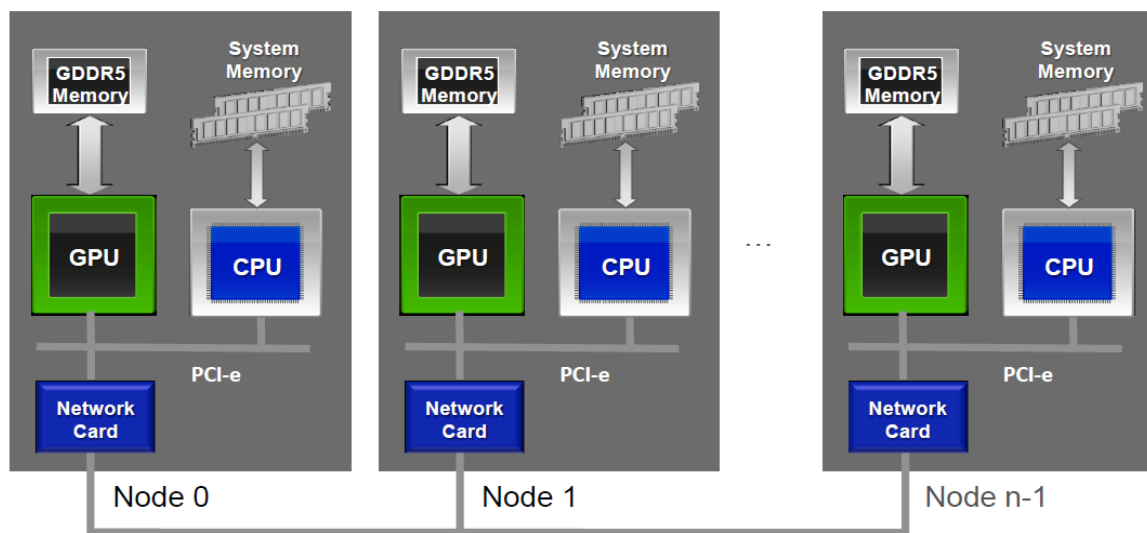 GDDR5
Memory
System
Memory
GPU
CPU
PCI-e
Network
Card
Node 0
GDDR5
Memory
System
Memory
GPU
CPU
PCI-e
Network
Card
Node 1
...
GDDR5
Memory
System
Memory
GPU
CPU
PCI-e
Network
Card
Node n-1